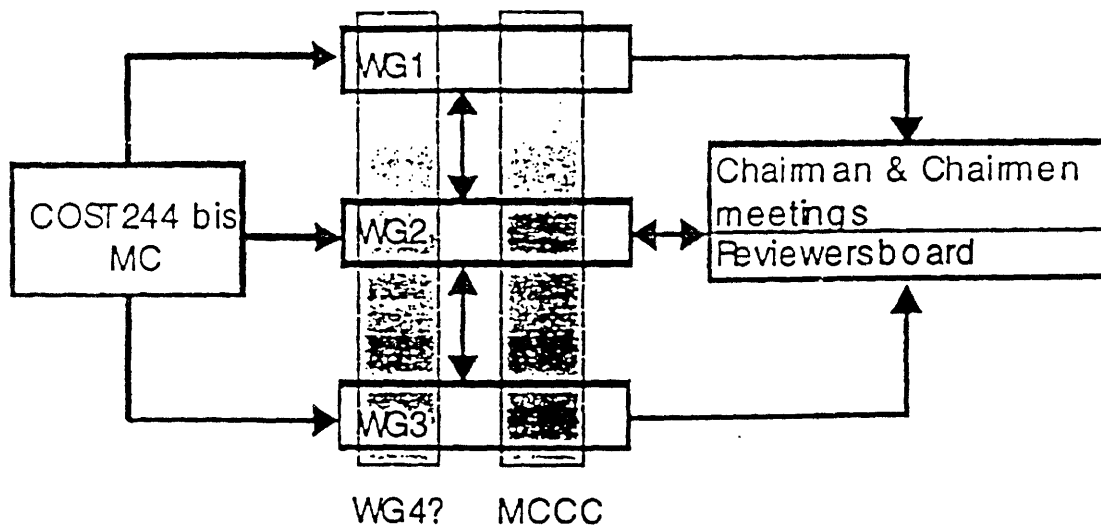 WG1
COST244 bis
MC
WG2
Chairman & Chairmen
meetings
Reviewersboard
WG3
WG4?
MCCC